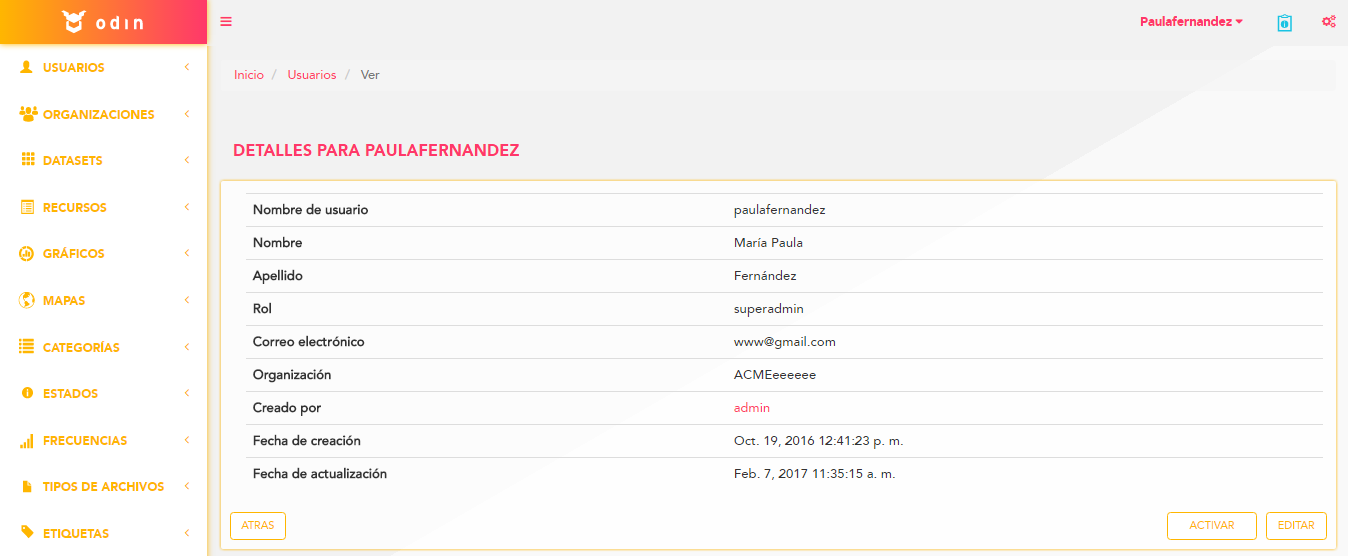 odin
Paulafernandez
USUARIOS
ORGANIZACIONES
DATASETS
RECURSOS
GRÁFICOS
MAPAS
CATEGORÍAS
ESTADOS
FRECUENCIAS
TIPOS DE ARCHIVOS
ETIQUETAS
Inicio / Usuarios / Ver
DETALLES PARA PAULAFERNANDEZ
Nombre de usuario paulafernandez
Nombre María Paula
Apellido Fernández
Rol superadmin
Correo electrónico www@gmail.com
Organización ACMEeeeeee
Creado por admin
Fecha de creación Oct. 19, 2016 12:41:23 p. m.
Fecha de actualización Feb. 7, 2017 11:35:15 a. m.
ATRAS ACTIVAR EDITAR